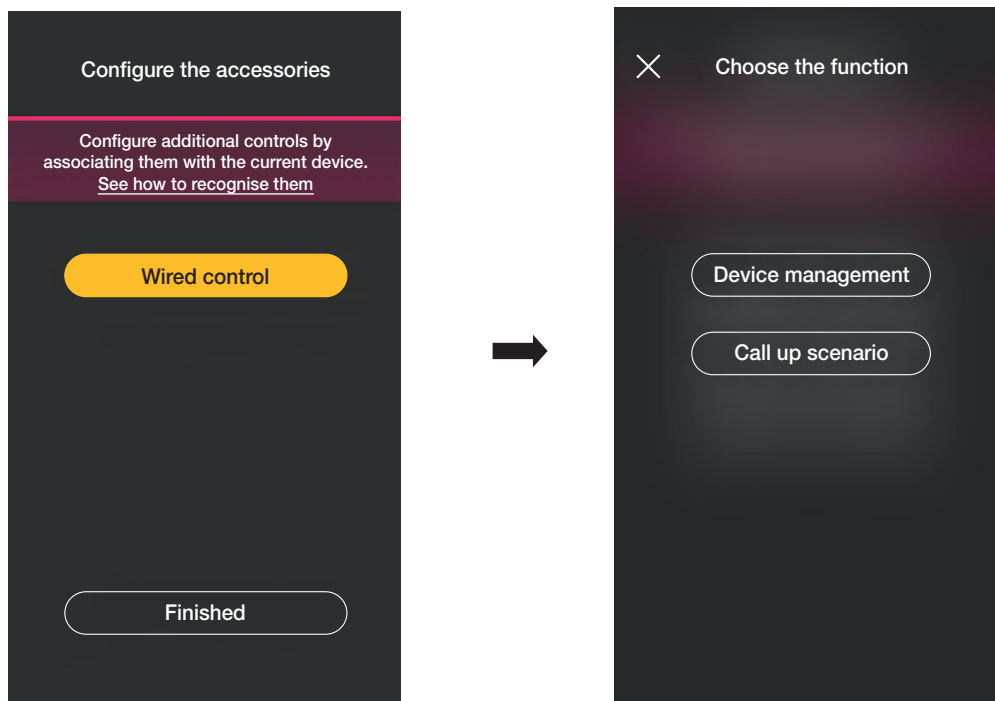 Configure the accessories
Configure additional controls by
associating them with the current device.
See how to recognise them
Wired control
Finished
Choose the function
Device management
Call up scenario